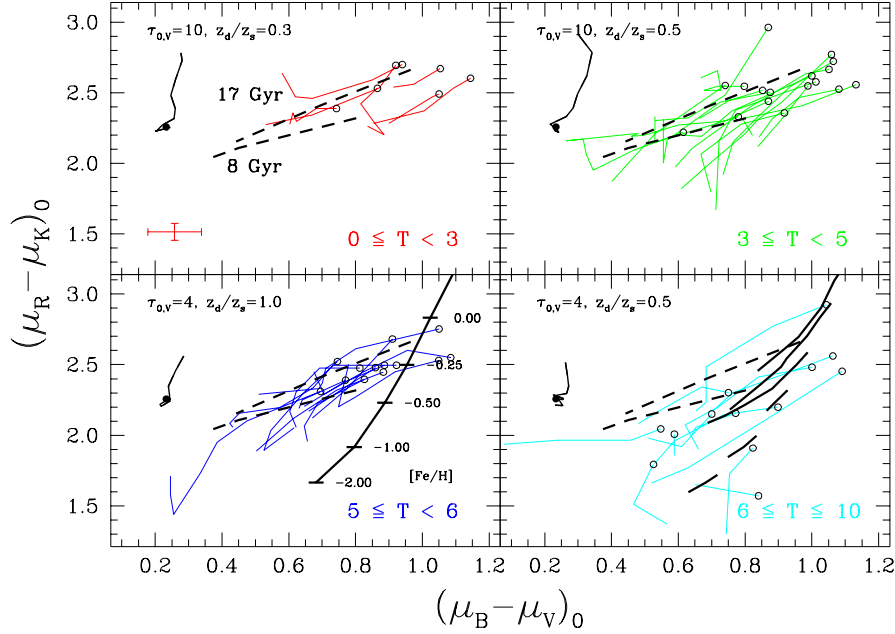 τ0,V=10, zd/zs=0.3
τ0,V=10, zd/zs=0.5
3.0
2.5
2.0
1.5
17 Gyr
8 Gyr
0 ≤ T < 3
3 ≤ T < 5
τ0,V=4, zd/zs=1.0
τ0,V=4, zd/zs=0.5
3.0
2.5
2.0
1.5
0.00
-0.25
-0.50
-1.00
-2.00
[Fe/H]
5 ≤ T < 6
6 ≤ T ≤ 10
0.2 0.4 0.6 0.8 1.0 1.2
0.2 0.4 0.6 0.8 1.0 1.2
(μR−μK)0
(μB−μV)0